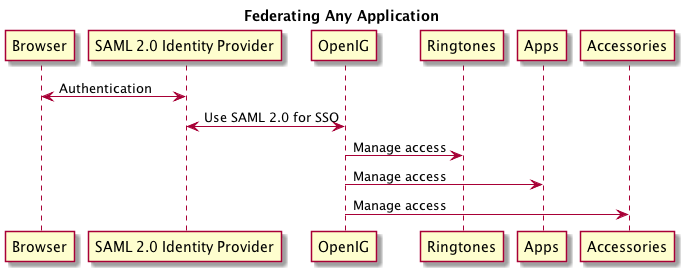 Federating Any Application
Browser
SAML 2.0 Identity Provider
OpenIG
Ringtones
Apps
Accessories
Authentication
Use SAML 2.0 for SSO
Manage access
Manage access
Manage access
Browser
SAML 2.0 Identity Provider
OpenIG
Ringtones
Apps
Accessories